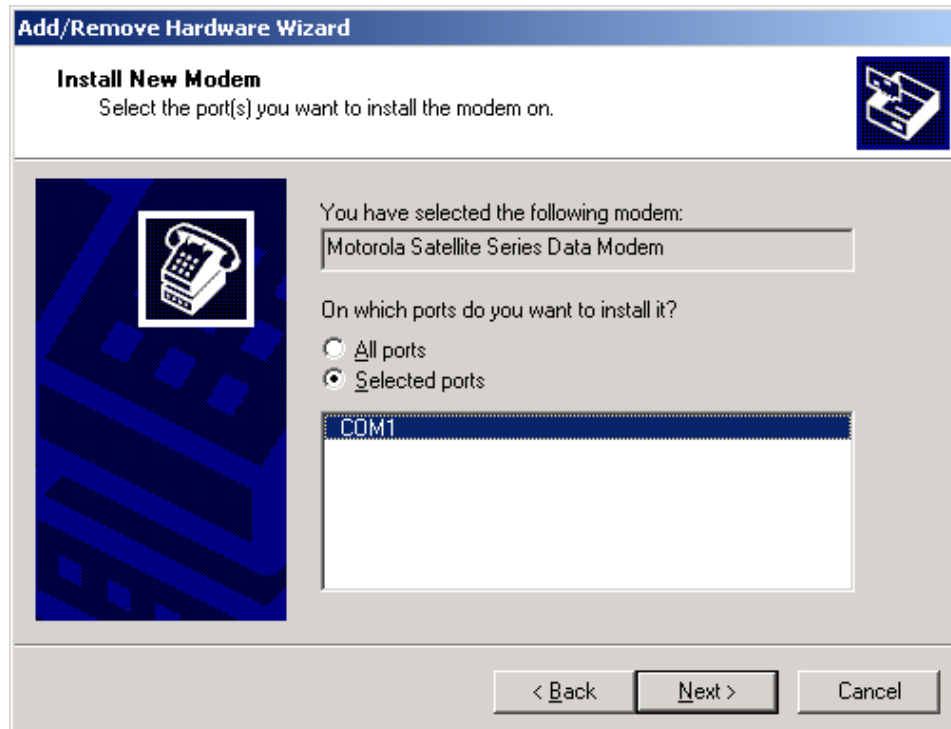 Add/Remove Hardware Wizard
Install New Modem
Select the port(s) you want to install the modem on.
You have selected the following modem:
Motorola Satellite Series Data Modem
On which ports do you want to install it?
All ports
Selected ports
COM1
< Back
Next >
Cancel